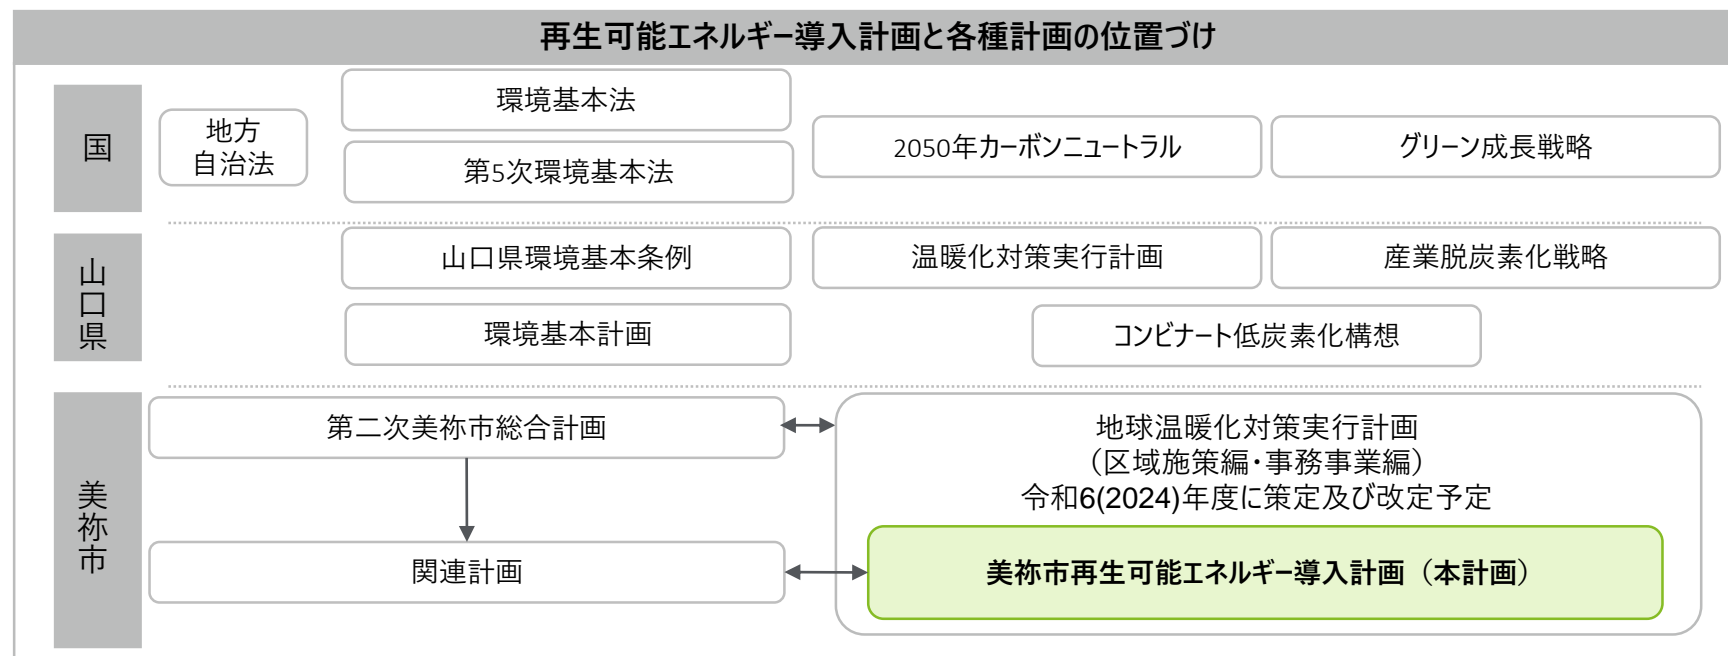 再生可能エネルギー導入計画と各種計画の位置づけ
国
地方
自治法
環境基本法
第5次環境基本法
2050年カーボンニュートラル
グリーン成長戦略
山口県
山口県環境基本条例
温暖化対策実行計画
産業脱炭素化戦略
環境基本計画
コンビナート低炭素化構想
美祢市
第二次美祢市総合計画
地球温暖化対策実行計画
（区域施策編・事務事業編）
令和6(2024)年度に策定及び改定予定
関連計画
美祢市再生可能エネルギー導入計画（本計画）